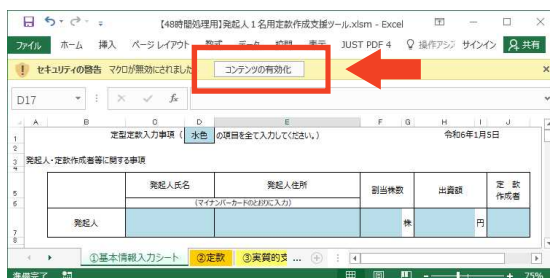 【48時間処理用】発起人１名用定款作成支援ツール.xlsm - Excel
ファイル ホーム 挿入 ページレイアウト 数式 データ 校閲 表示 JUST PDF 4 操作アシス サインイン 共有
セキュリティの警告 マクロが無効にされました コンテンツの有効化
D17 fx
A B C D E F G H I J
1 定型定款入力事項（ 水色 の項目を全て入力してください。） 令和6年1月5日
2
3 発起人・定款作成者等に関する事項
4
5 発起人氏名 発起人住所 割当株数 出資額 定 款 作成者
6 (マイナンバーカードのとおりに入力)
7 発起人 株 円
8
①基本情報入力シート ②定款 ③実質的支 ...
準備完了 75%